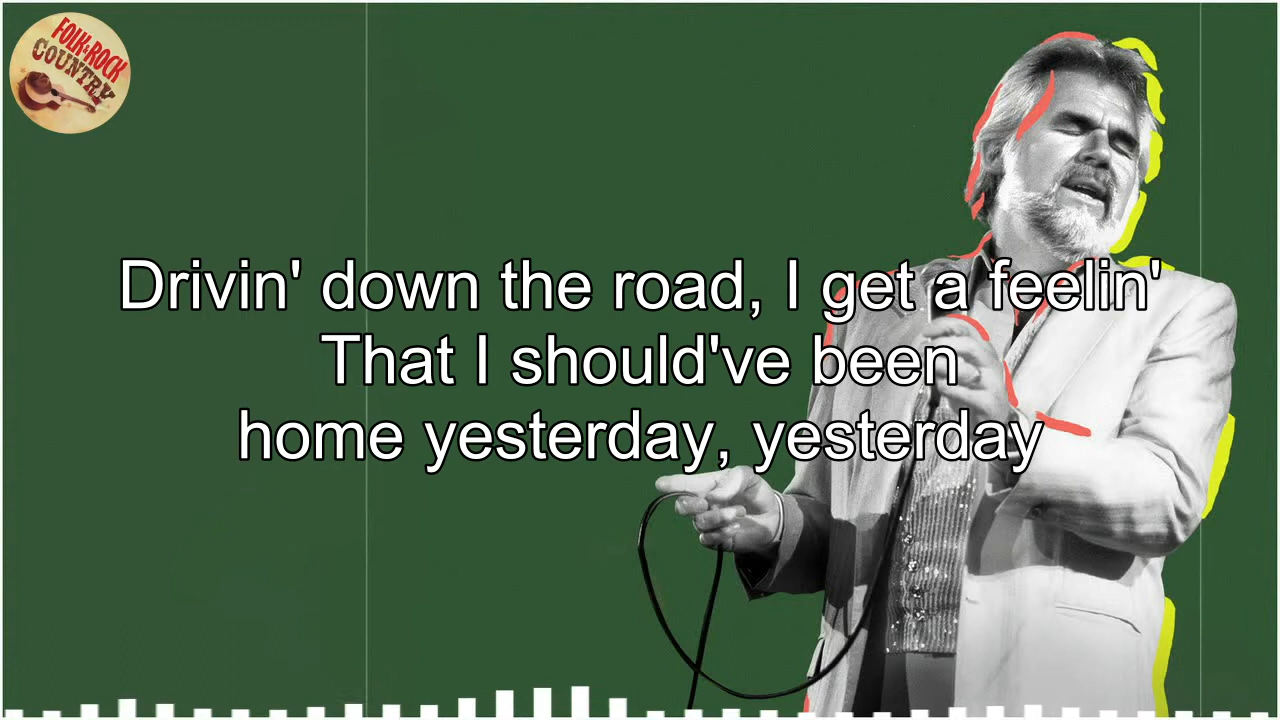 FOLK & ROCK
COUNTRY
Drivin' down the road, I get a feelin'
That I should've been
home yesterday, yesterday